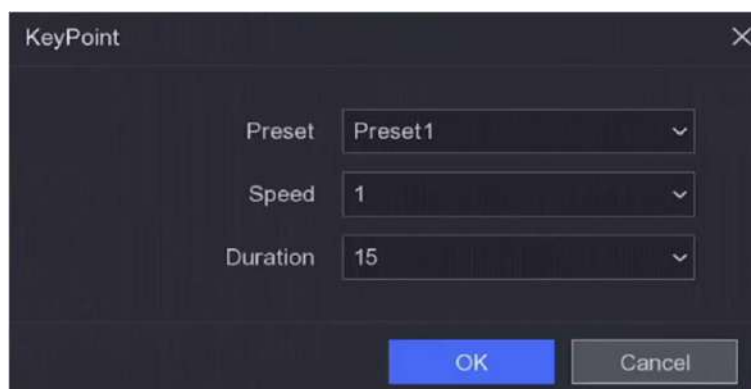 KeyPoint
Preset Preset1
Speed 1
Duration 15
OK Cancel